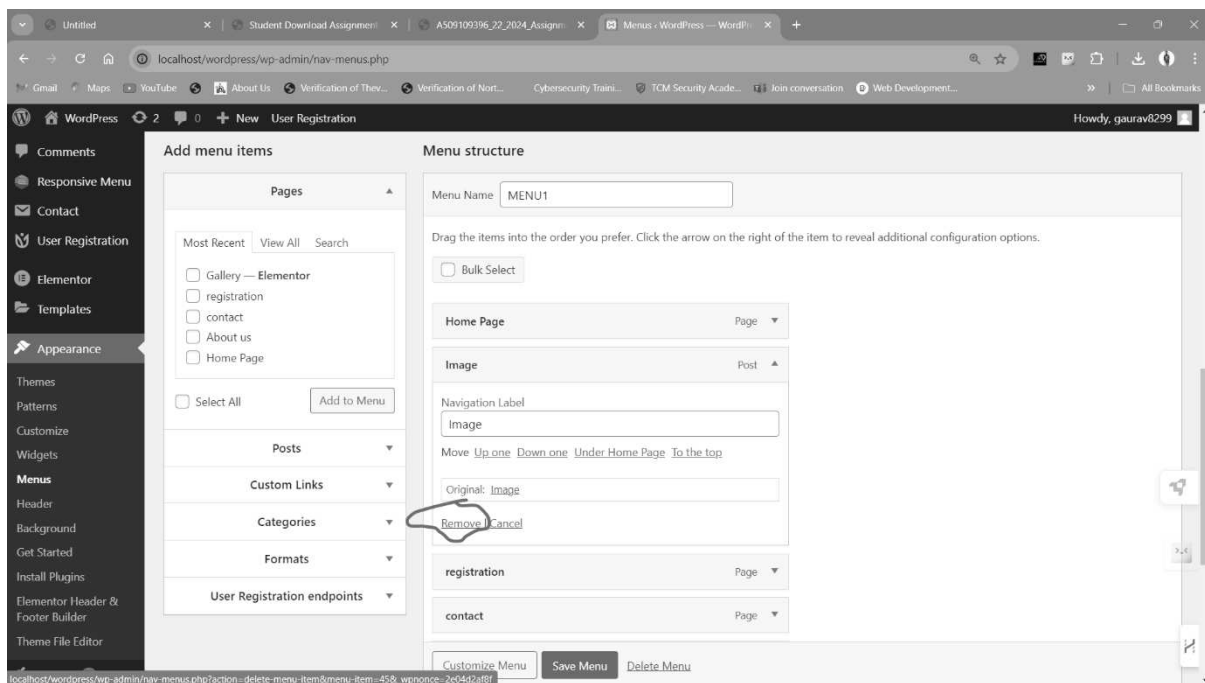 Untitled
Student Download Assignment
A509109396_22_2024_Assignm
Menus ‹ WordPress — WordPr
localhost/wordpress/wp-admin/nav-menus.php
Gmail
Maps
YouTube
About Us
Verification of Thev...
Verification of Nort...
Cybersecurity Traini...
TCM Security Acade...
Join conversation
Web Development...
»
All Bookmarks
WordPress
2
0
New
User Registration
Howdy, gaurav8299
Comments
Responsive Menu
Contact
User Registration
Elementor
Templates
Appearance
Themes
Patterns
Customize
Widgets
Menus
Header
Background
Get Started
Install Plugins
Elementor Header &
Footer Builder
Theme File Editor
Add menu items
Pages
Most Recent View All Search
Gallery — Elementor
registration
contact
About us
Home Page
Select All
Add to Menu
Posts
Custom Links
Categories
Formats
User Registration endpoints
Menu structure
Menu Name MENU1
Drag the items into the order you prefer. Click the arrow on the right of the item to reveal additional configuration options.
Bulk Select
Home Page Page
Image Post
Navigation Label
Image
Move Up one Down one Under Home Page To the top
Original: Image
Remove | Cancel
registration Page
contact Page
Customize Menu Save Menu Delete Menu
localhost/wordpress/wp-admin/nav-menus.php?action=delete-menu-item&menu-item=45&_wpnonce=2e04d2af8f